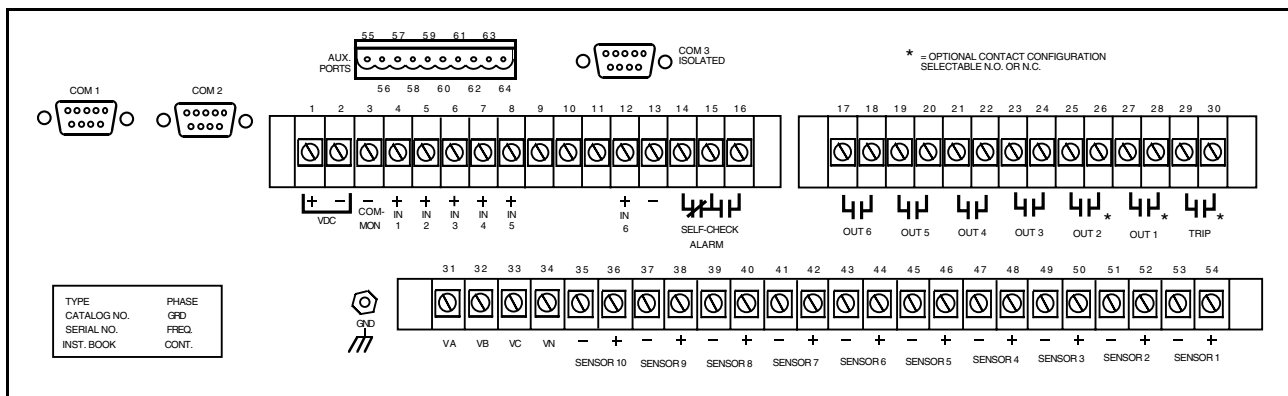 55 57 59 61 63
AUX.
PORTS
56 58 60 62 64
COM 3
ISOLATED
* = OPTIONAL CONTACT CONFIGURATION
SELECTABLE N.O. OR N.C.
COM 1
COM 2
1 2 3 4 5 6 7 8 9 10 11 12 13 14 15 16
17 18 19 20 21 22 23 24 25 26 27 28 29 30
+ − − + + + + + + −
VDC
COM-
MON
IN
1
IN
2
IN
3
IN
4
IN
5
IN
6
SELF-CHECK
ALARM
OUT 6
OUT 5
OUT 4
OUT 3
OUT 2 *
OUT 1 *
TRIP *
31 32 33 34 35 36 37 38 39 40 41 42 43 44 45 46 47 48 49 50 51 52 53 54
TYPE PHASE
CATALOG NO. GRD
SERIAL NO. FREQ.
INST. BOOK CONT.
GND
VA VB VC VN − + − + − + − + − + − + − + − + − + − +
SENSOR 10 SENSOR 9 SENSOR 8 SENSOR 7 SENSOR 6 SENSOR 5 SENSOR 4 SENSOR 3 SENSOR 2 SENSOR 1